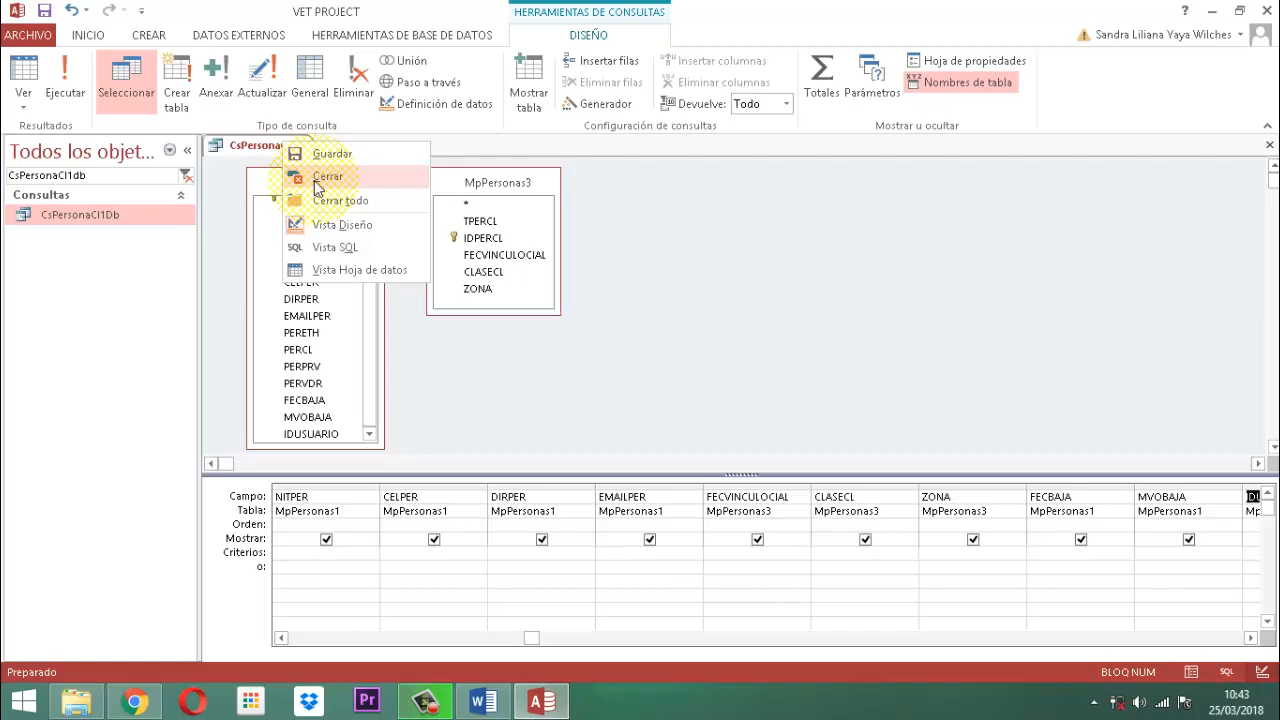 VET PROJECT
HERRAMIENTAS DE CONSULTAS
ARCHIVO INICIO CREAR DATOS EXTERNOS HERRAMIENTAS DE BASE DE DATOS DISEÑO
Sandra Liliana Yaya Wilches
Ver
Ejecutar
Seleccionar
Crear tabla
Anexar
Actualizar
General
Eliminar
Unión
Paso a través
Definición de datos
Mostrar tabla
Insertar filas
Eliminar filas
Generador
Insertar columnas
Eliminar columnas
Devuelve: Todo
Totales
Parámetros
Hoja de propiedades
Nombres de tabla
Resultados
Tipo de consulta
Configuración de consultas
Mostrar u ocultar
Todos los objet...
CsPersonaCl1db
Consultas
CsPersonaCl1Db
Guardar
Cerrar
Cerrar todo
Vista Diseño
SQL Vista SQL
Vista Hoja de datos
DIRPER
EMAILPER
PERETH
PERCL
PERPRV
PERVDR
FECBAJA
MVOBAJA
IDUSUARIO
MpPersonas3
*
TPERCL
IDPERCL
FECVINCULOCIAL
CLASECL
ZONA
Campo: NITPER CELPER DIRPER EMAILPER FECVINCULOCIAL CLASECL ZONA FECBAJA MVOBAJA
Tabla: MpPersonas1 MpPersonas1 MpPersonas1 MpPersonas1 MpPersonas3 MpPersonas3 MpPersonas3 MpPersonas1 MpPersonas1
Orden:
Mostrar:
Criterios:
o:
Preparado
BLOQ NUM
SQL
Pr
10:43
25/03/2018